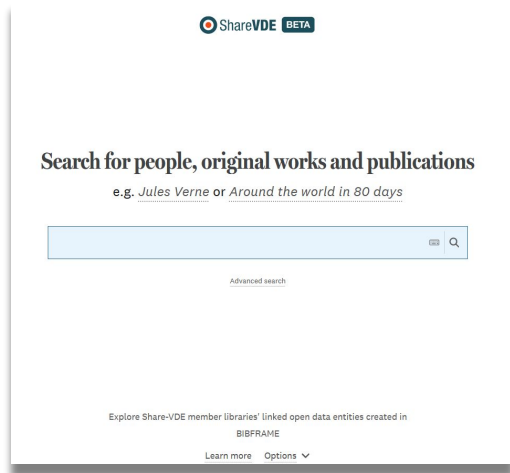 ShareVDE BETA
Search for people, original works and publications
e.g. Jules Verne or Around the world in 80 days
Advanced search
Explore Share-VDE member libraries' linked open data entities created in
BIBFRAME
Learn more Options